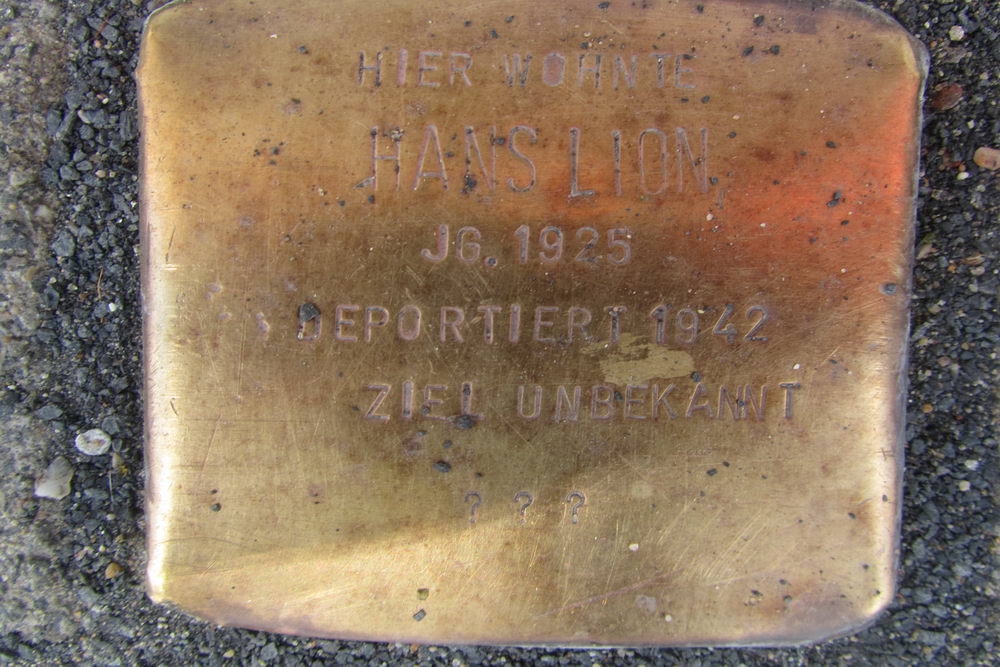 HIER WOHNTE
HANS LION
JG. 1925
DEPORTIERT 1942
ZIEL UNBEKANNT
? ? ?